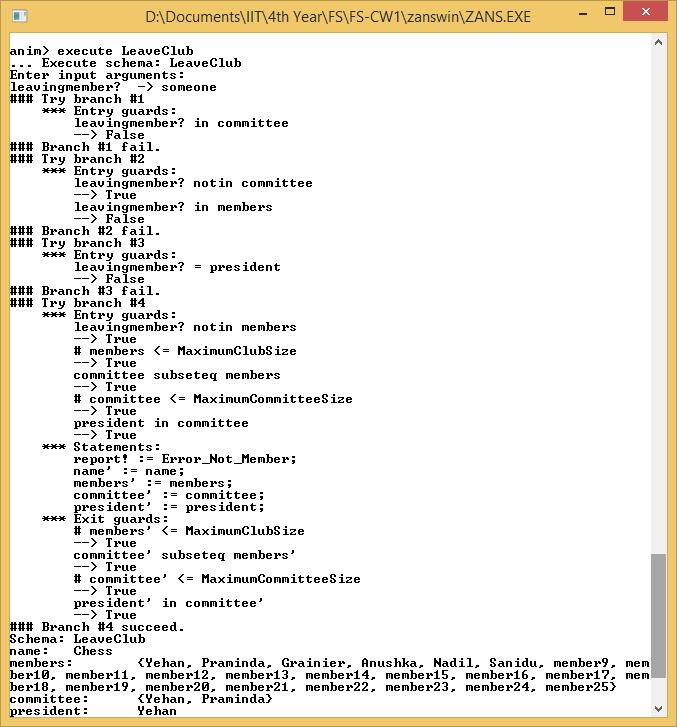 D:\Documents\IIT\4th Year\FS\FS-CW1\zanswin\ZANS.EXE
anim> execute LeaveClub
... Execute schema: LeaveClub
Enter input arguments:
leavingmember?  -> someone
### Try branch #1
    *** Entry guards:
        leavingmember? in committee
        --> False
### Branch #1 fail.
### Try branch #2
    *** Entry guards:
        leavingmember? notin committee
        --> True
        leavingmember? in members
        --> False
### Branch #2 fail.
### Try branch #3
    *** Entry guards:
        leavingmember? = president
        --> False
### Branch #3 fail.
### Try branch #4
    *** Entry guards:
        leavingmember? notin members
        --> True
        # members <= MaximumClubSize
        --> True
        committee subseteq members
        --> True
        # committee <= MaximumCommitteeSize
        --> True
        president in committee
        --> True
    *** Statements:
        report! := Error_Not_Member;
        name' := name;
        members' := members;
        committee' := committee;
        president' := president;
    *** Exit guards:
        # members' <= MaximumClubSize
        --> True
        committee' subseteq members'
        --> True
        # committee' <= MaximumCommitteeSize
        --> True
        president' in committee'
        --> True
### Branch #4 succeed.
Schema: LeaveClub
name:   Chess
members:        {Yehan, Praminda, Grainier, Anushka, Nadil, Sanidu, member9, mem
ber10, member11, member12, member13, member14, member15, member16, member17, mem
ber18, member19, member20, member21, member22, member23, member24, member25}
committee:      {Yehan, Praminda}
president:      Yehan